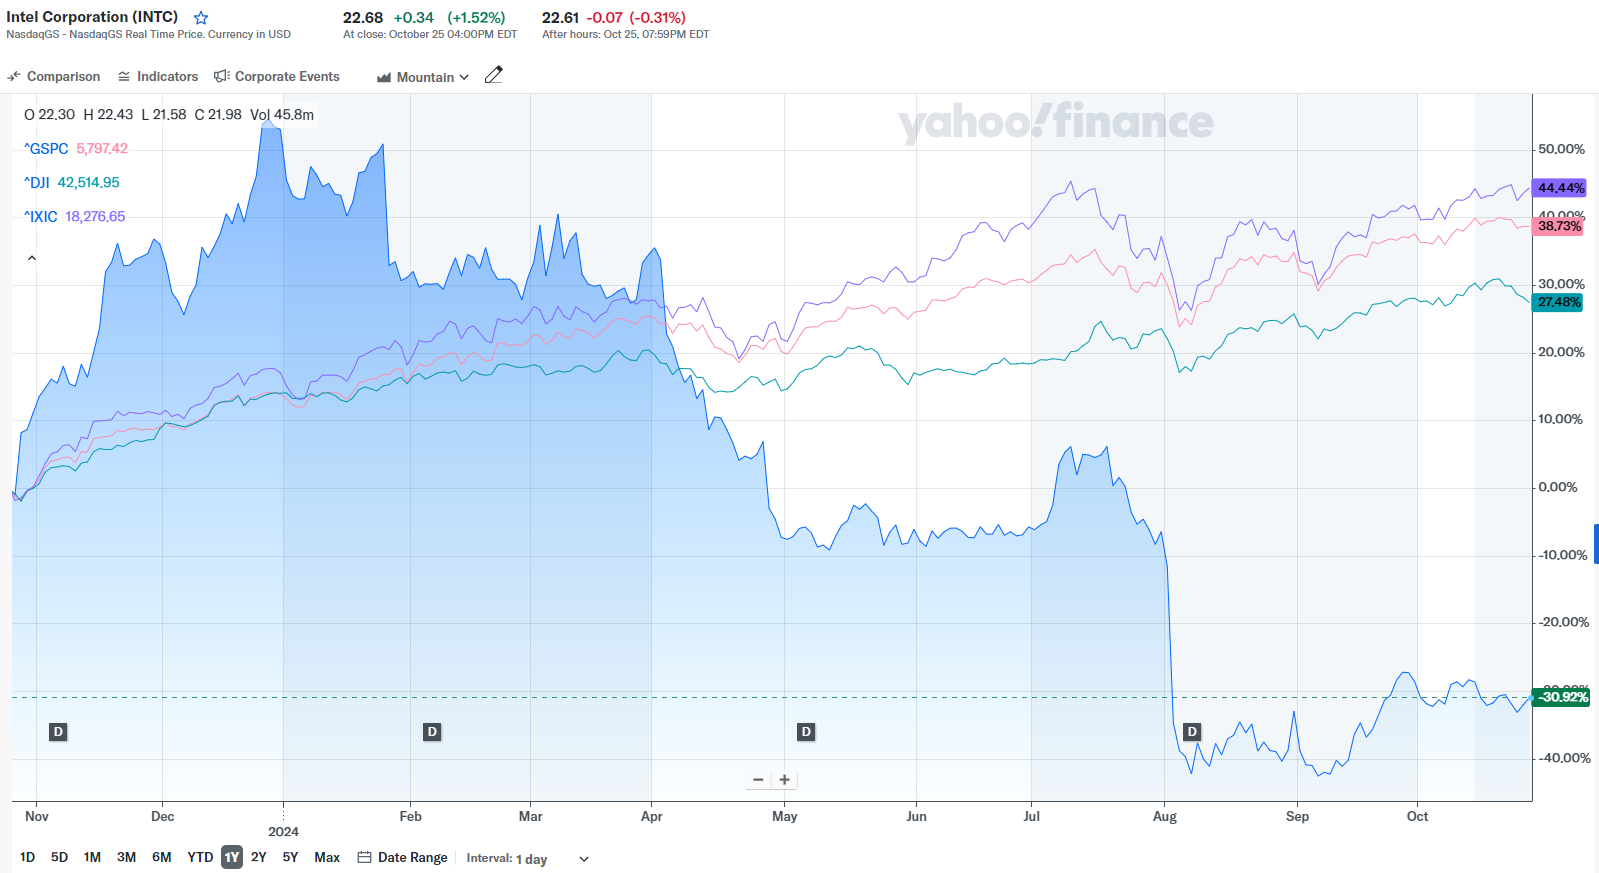 Intel Corporation (INTC)
22.68 +0.34 (+1.52%) 22.61 -0.07 (-0.31%)
NasdaqGS - NasdaqGS Real Time Price. Currency in USD
At close: October 25 04:00PM EDT After hours: Oct 25, 07:59PM EDT
Comparison Indicators Corporate Events Mountain
O 22.30 H 22.43 L 21.58 C 21.98 Vol 45.8m
yahoo!finance
^GSPC 5,797.42
^DJI 42,514.95
^IXIC 18,276.65
50.00%
44.44%
40.00%
38.73%
30.00%
27.48%
20.00%
10.00%
0.00%
-10.00%
-20.00%
-30.92%
-40.00%
D D D D
Nov Dec Feb Mar Apr May Jun Jul Aug Sep Oct
2024
1D 5D 1M 3M 6M YTD 1Y 2Y 5Y Max Date Range Interval: 1 day